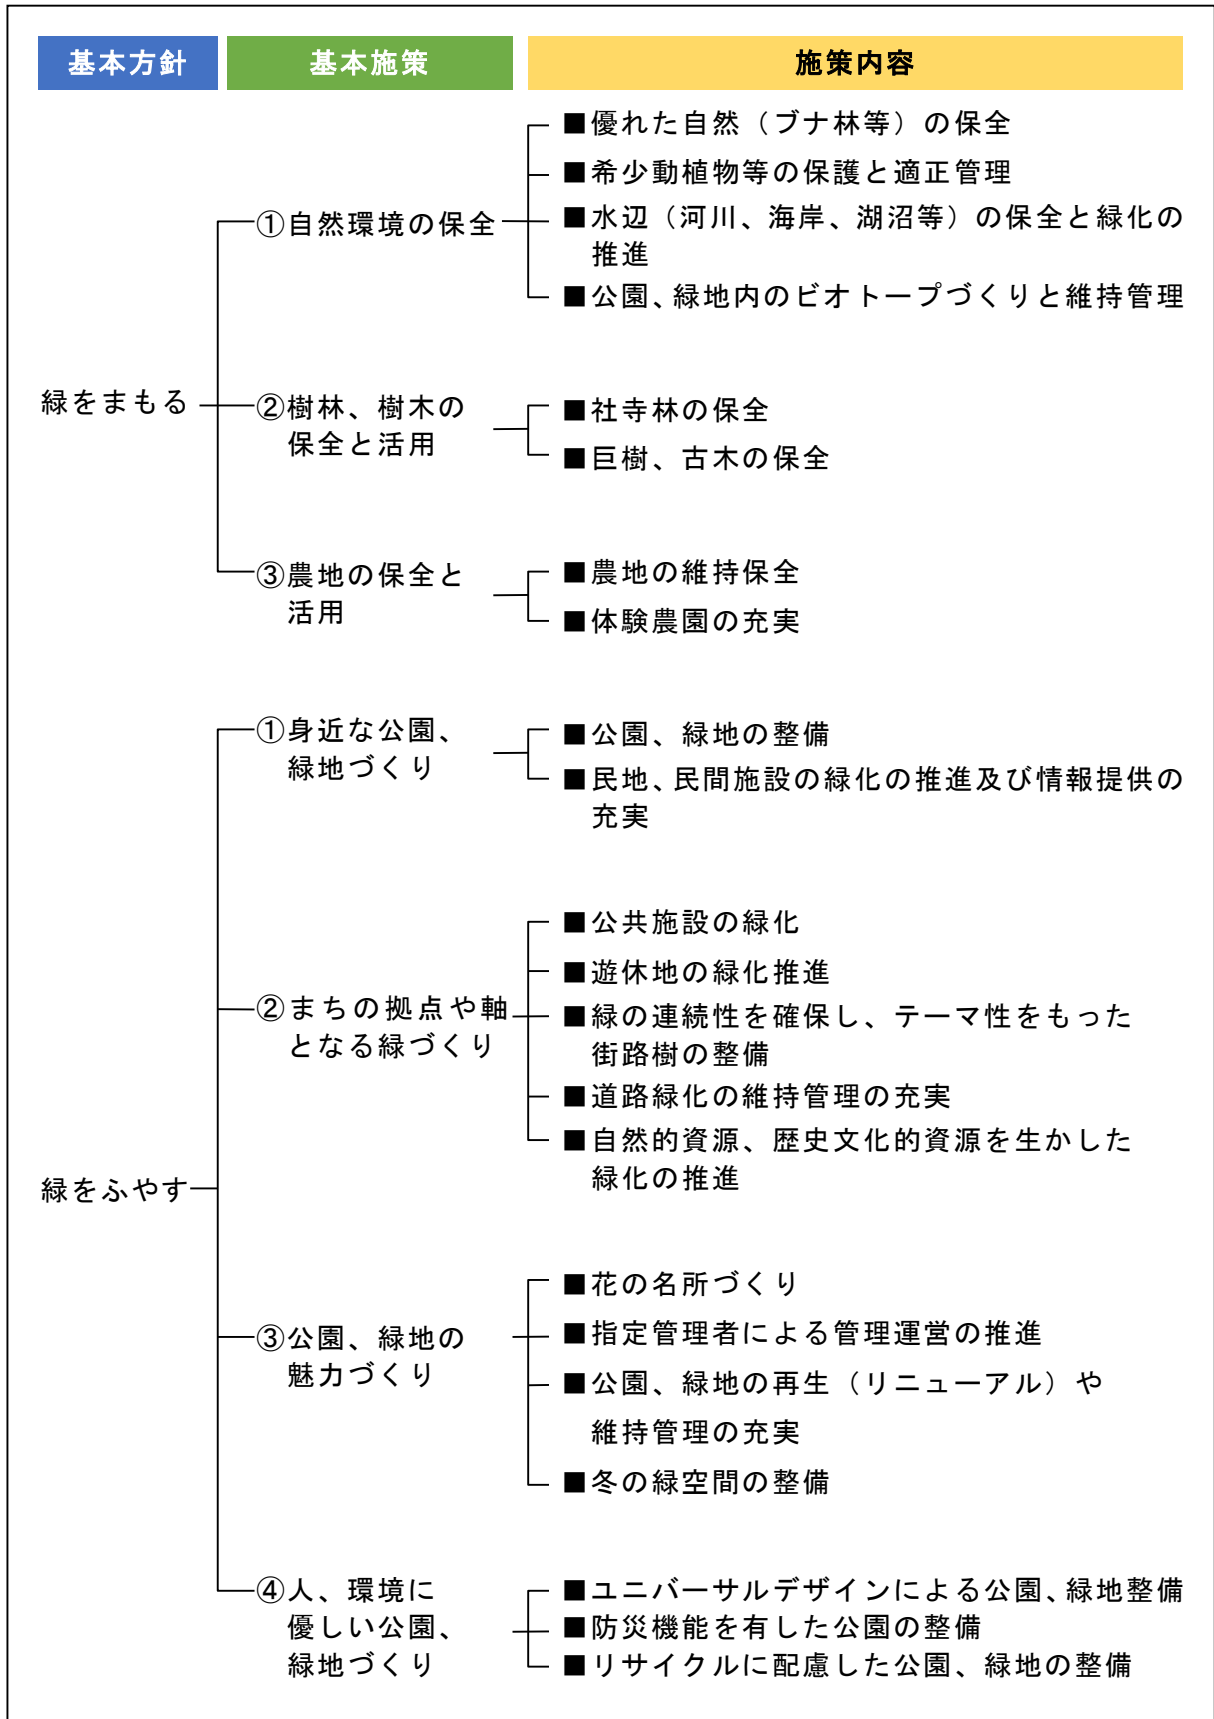 基本方針
基本施策
施策内容
緑をまもる
①自然環境の保全
■優れた自然（ブナ林等）の保全
■希少動植物等の保護と適正管理
■水辺（河川、海岸、湖沼等）の保全と緑化の
推進
■公園、緑地内のビオトープづくりと維持管理
②樹林、樹木の
保全と活用
■社寺林の保全
■巨樹、古木の保全
③農地の保全と
活用
■農地の維持保全
■体験農園の充実
緑をふやす
①身近な公園、
緑地づくり
■公園、緑地の整備
■民地、民間施設の緑化の推進及び情報提供の
充実
②まちの拠点や軸
となる緑づくり
■公共施設の緑化
■遊休地の緑化推進
■緑の連続性を確保し、テーマ性をもった
街路樹の整備
■道路緑化の維持管理の充実
■自然的資源、歴史文化的資源を生かした
緑化の推進
③公園、緑地の
魅力づくり
■花の名所づくり
■指定管理者による管理運営の推進
■公園、緑地の再生（リニューアル）や
維持管理の充実
■冬の緑空間の整備
④人、環境に
優しい公園、
緑地づくり
■ユニバーサルデザインによる公園、緑地整備
■防災機能を有した公園の整備
■リサイクルに配慮した公園、緑地の整備